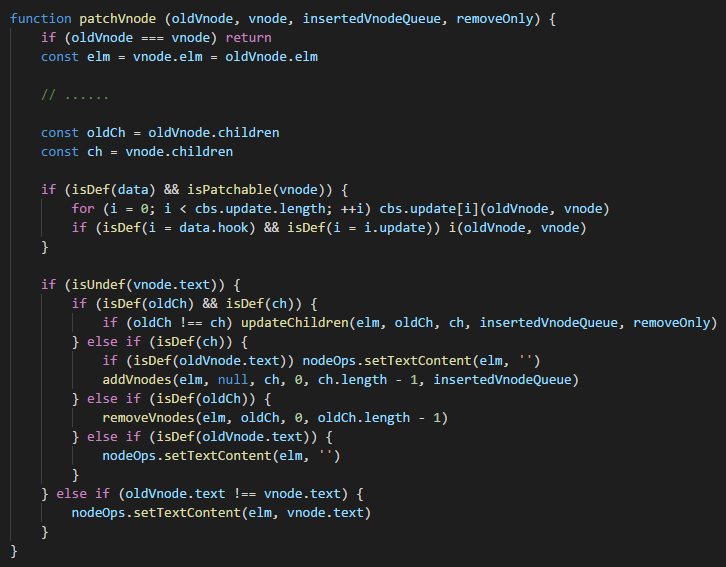 function patchVnode (oldVnode, vnode, insertedVnodeQueue, removeOnly) {
if (oldVnode === vnode) return
const elm = vnode.elm = oldVnode.elm
// ......
const oldCh = oldVnode.children
const ch = vnode.children
if (isDef(data) && isPatchable(vnode)) {
for (i = 0; i < cbs.update.length; ++i) cbs.update[i](oldVnode, vnode)
if (isDef(i = data.hook) && isDef(i = i.update)) i(oldVnode, vnode)
}
if (isUndef(vnode.text)) {
if (isDef(oldCh) && isDef(ch)) {
if (oldCh !== ch) updateChildren(elm, oldCh, ch, insertedVnodeQueue, removeOnly)
} else if (isDef(ch)) {
if (isDef(oldVnode.text)) nodeOps.setTextContent(elm, '')
addVnodes(elm, null, ch, 0, ch.length - 1, insertedVnodeQueue)
} else if (isDef(oldCh)) {
removeVnodes(elm, oldCh, 0, oldCh.length - 1)
} else if (isDef(oldVnode.text)) {
nodeOps.setTextContent(elm, '')
}
} else if (oldVnode.text !== vnode.text) {
nodeOps.setTextContent(elm, vnode.text)
}
}